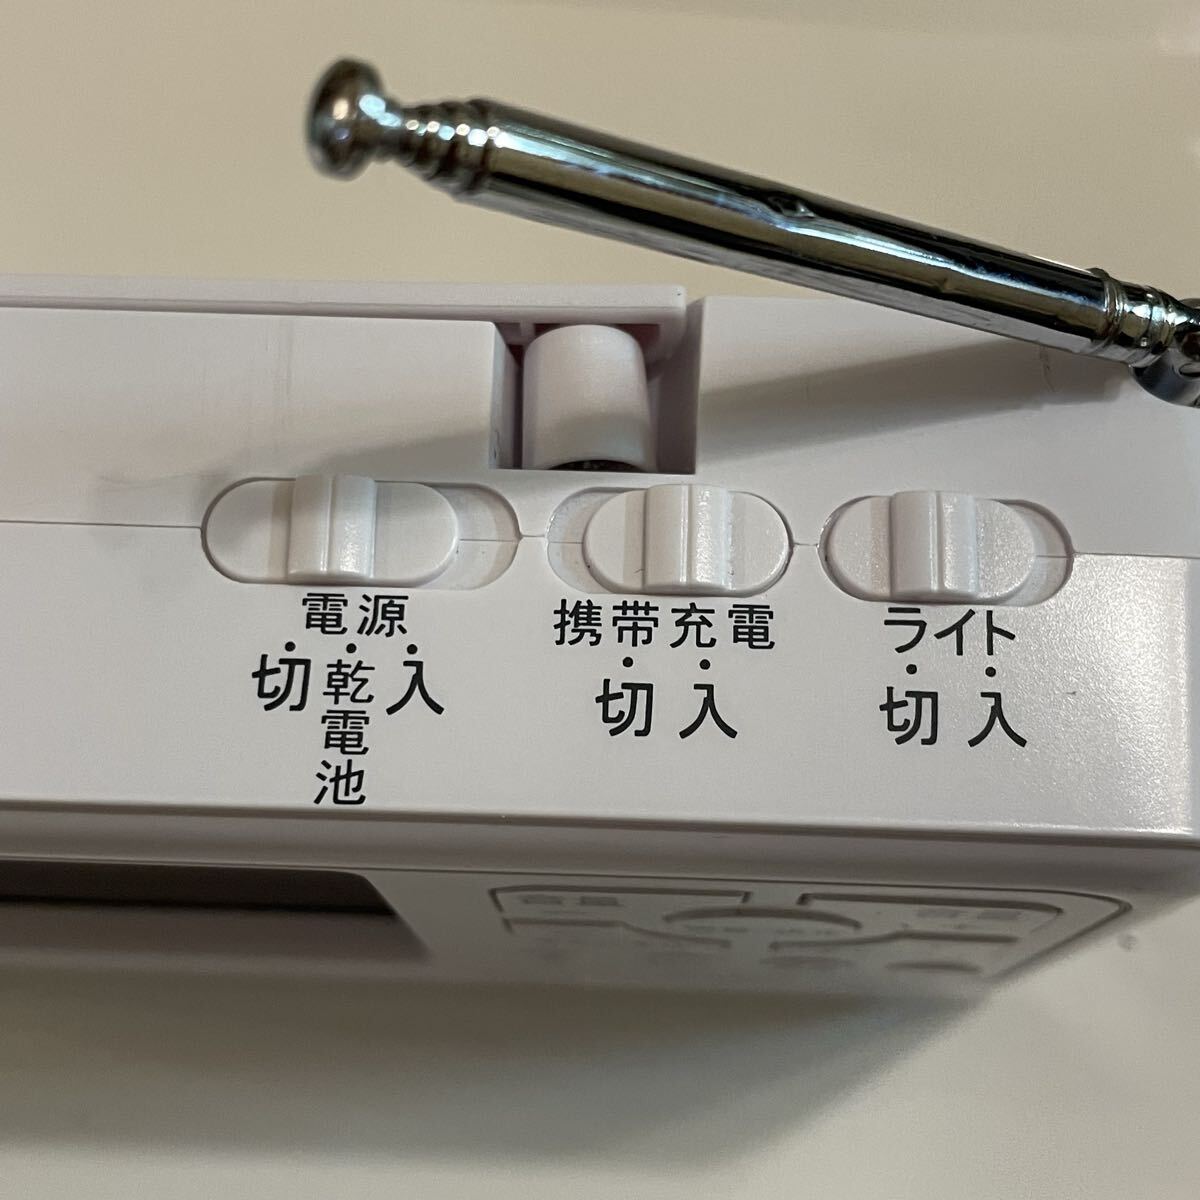 電源
切 乾電池 入
携帯充電
切 入
ライト
切 入